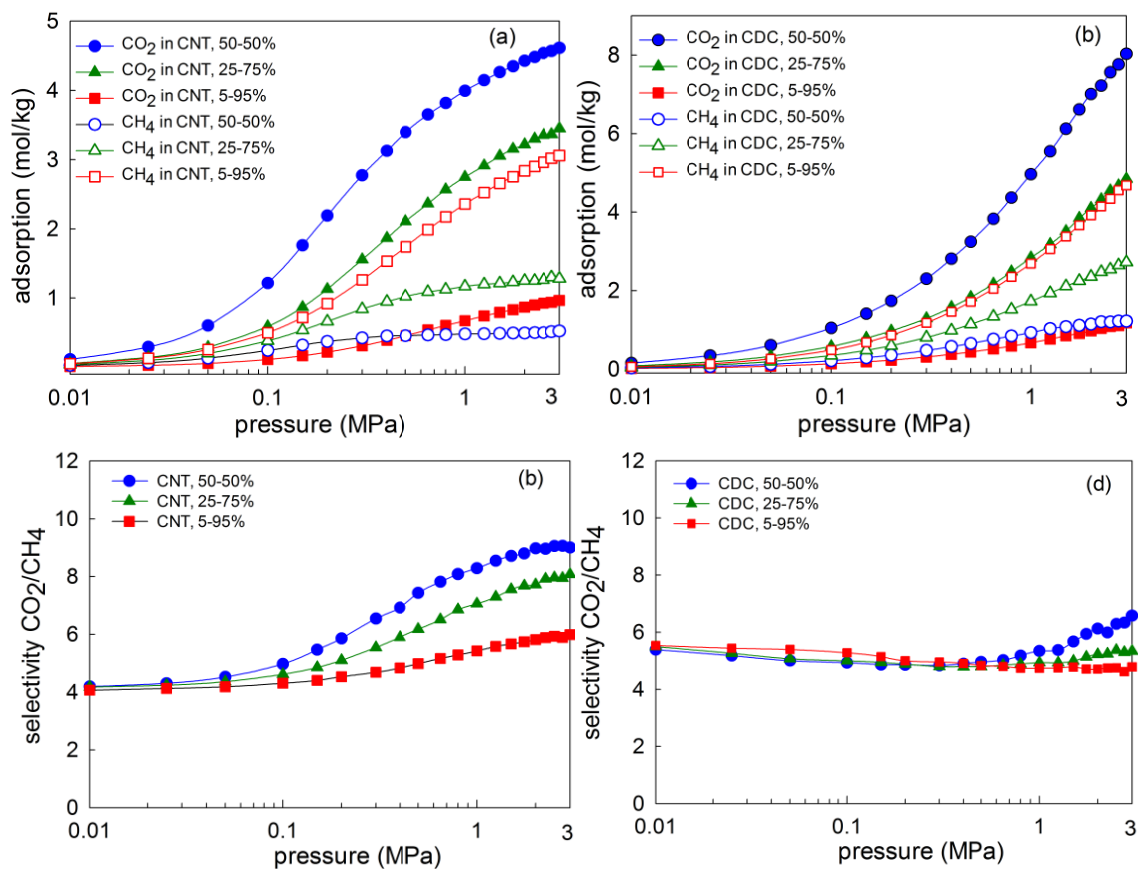 (a)
CO2 in CNT, 50-50%
CO2 in CNT, 25-75%
CO2 in CNT, 5-95%
CH4 in CNT, 50-50%
CH4 in CNT, 25-75%
CH4 in CNT, 5-95%
adsorption (mol/kg)
5
4
3
2
1
0.01
0.1
1
3
pressure (MPa)
(b)
CO2 in CDC, 50-50%
CO2 in CDC, 25-75%
CO2 in CDC, 5-95%
CH4 in CDC, 50-50%
CH4 in CDC, 25-75%
CH4 in CDC, 5-95%
adsorption (mol/kg)
8
6
4
2
0
0.01
0.1
1
3
pressure (MPa)
(b)
CNT, 50-50%
CNT, 25-75%
CNT, 5-95%
selectivity CO2/CH4
12
10
8
6
4
2
0
0.01
0.1
1
3
pressure (MPa)
(d)
CDC, 50-50%
CDC, 25-75%
CDC, 5-95%
selectivity CO2/CH4
12
10
8
6
4
2
0
0.01
0.1
1
3
pressure (MPa)